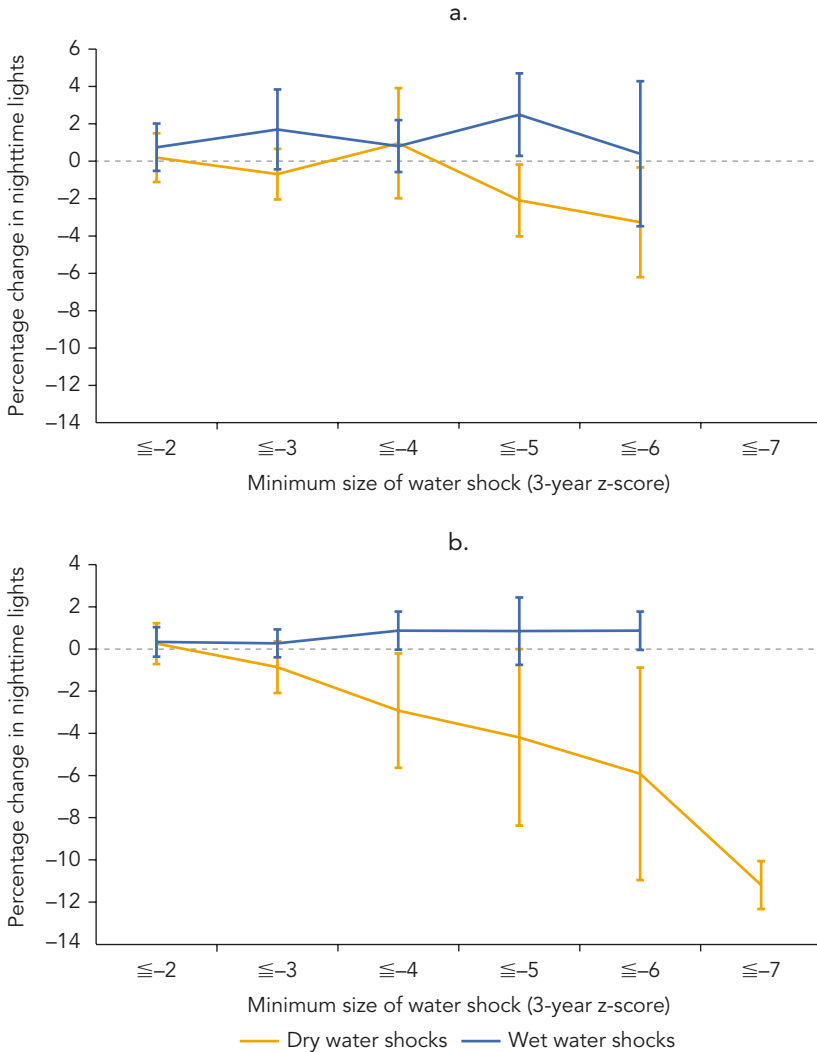 a.
Percentage change in nighttime lights
6
4
2
0
–2
–4
–6
–8
–10
–12
–14
≦–2 ≦–3 ≦–4 ≦–5 ≦–6 ≦–7
Minimum size of water shock (3-year z-score)
b.
Percentage change in nighttime lights
4
2
0
–2
–4
–6
–8
–10
–12
–14
≦–2 ≦–3 ≦–4 ≦–5 ≦–6 ≦–7
Minimum size of water shock (3-year z-score)
Dry water shocks Wet water shocks